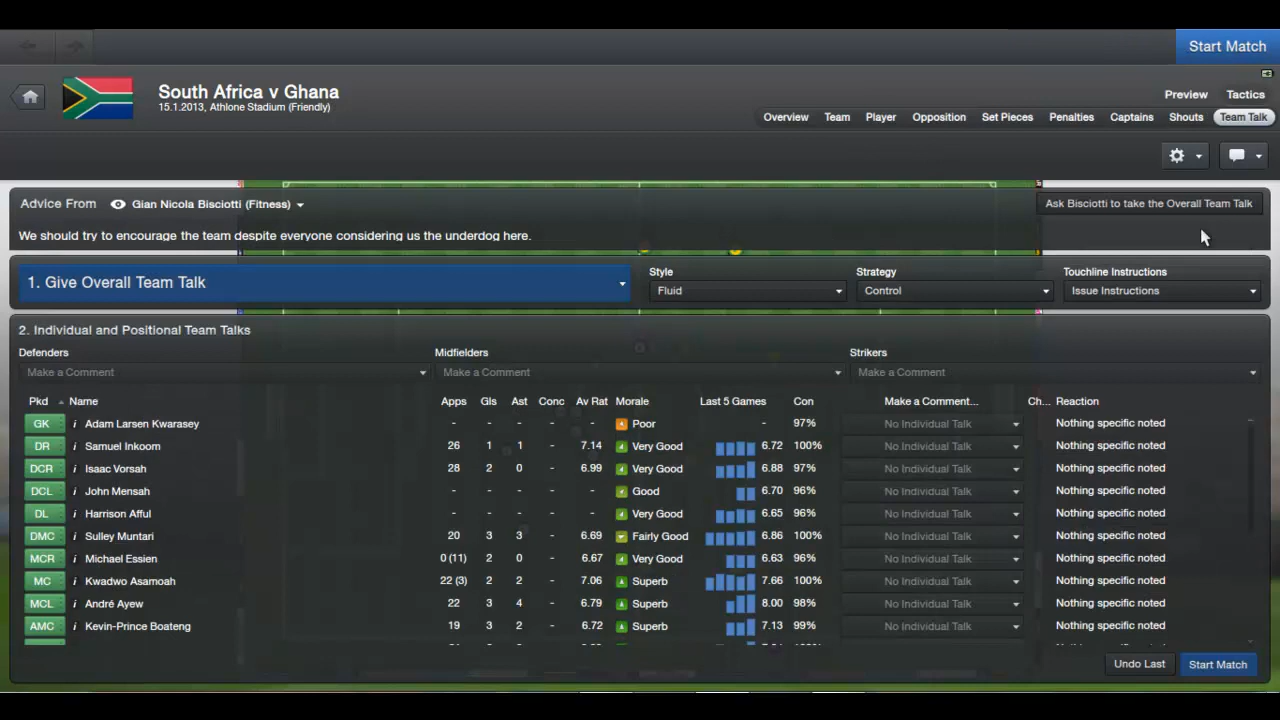 Start Match
South Africa v Ghana
15.1.2013, Athlone Stadium (Friendly)
Preview Tactics
Overview Team Player Opposition Set Pieces Penalties Captains Shouts Team Talk
Advice From Gian Nicola Bisciotti (Fitness) Ask Bisciotti to take the Overall Team Talk
We should try to encourage the team despite everyone considering us the underdog here.
Style Strategy Touchline Instructions
1. Give Overall Team Talk Fluid Control Issue Instructions
2. Individual and Positional Team Talks
Defenders Midfielders Strikers
Make a Comment Make a Comment Make a Comment
Pkd Name Apps Gls Ast Conc Av Rat Morale Last 5 Games Con Make a Comment... Ch... Reaction
GK i Adam Larsen Kwarasey - - - - - Poor - 97% No Individual Talk Nothing specific noted
DR i Samuel Inkoom 26 1 1 - 7.14 Very Good 6.72 100% No Individual Talk Nothing specific noted
DCR i Isaac Vorsah 28 2 0 - 6.99 Very Good 6.88 97% No Individual Talk Nothing specific noted
DCL i John Mensah - - - - - Good 6.70 96% No Individual Talk Nothing specific noted
DL i Harrison Afful - - - - - Very Good 6.65 96% No Individual Talk Nothing specific noted
DMC i Sulley Muntari 20 3 3 - 6.69 Fairly Good 6.86 100% No Individual Talk Nothing specific noted
MCR i Michael Essien 0 (11) 2 0 - 6.67 Very Good 6.63 96% No Individual Talk Nothing specific noted
MC i Kwadwo Asamoah 22 (3) 2 2 - 7.06 Superb 7.66 100% No Individual Talk Nothing specific noted
MCL i André Ayew 22 3 4 - 6.79 Superb 8.00 98% No Individual Talk Nothing specific noted
AMC i Kevin-Prince Boateng 19 3 2 - 6.72 Superb 7.13 99% No Individual Talk Nothing specific noted
Undo Last Start Match